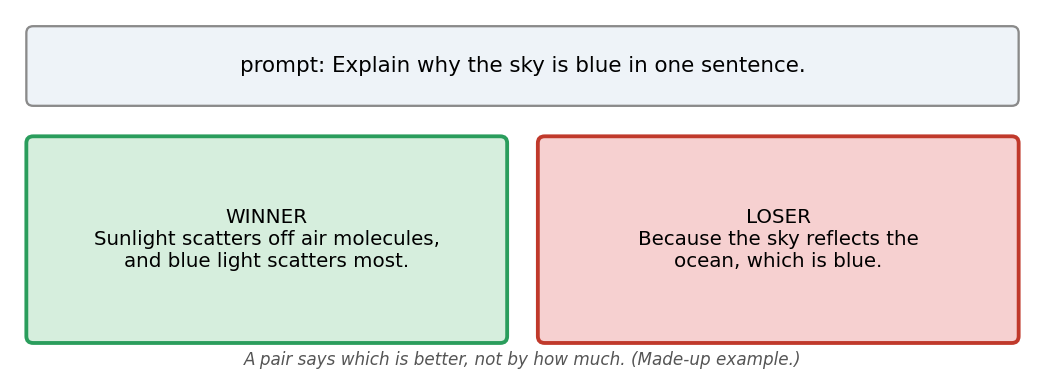 prompt: Explain why the sky is blue in one sentence.
WINNER
Sunlight scatters off air molecules,
and blue light scatters most.
LOSER
Because the sky reflects the
ocean, which is blue.
A pair says which is better, not by how much. (Made-up example.)